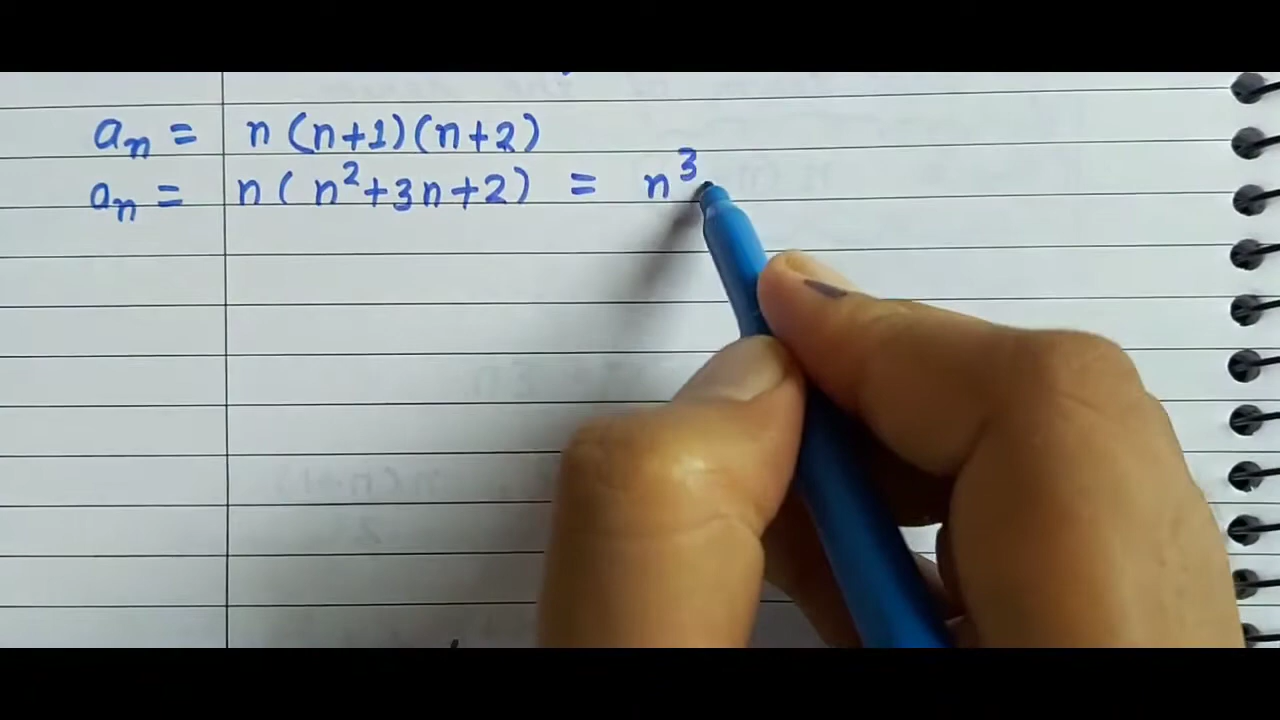 aₙ = n (n+1)(n+2)
aₙ = n ( n²+3n+2) = n³